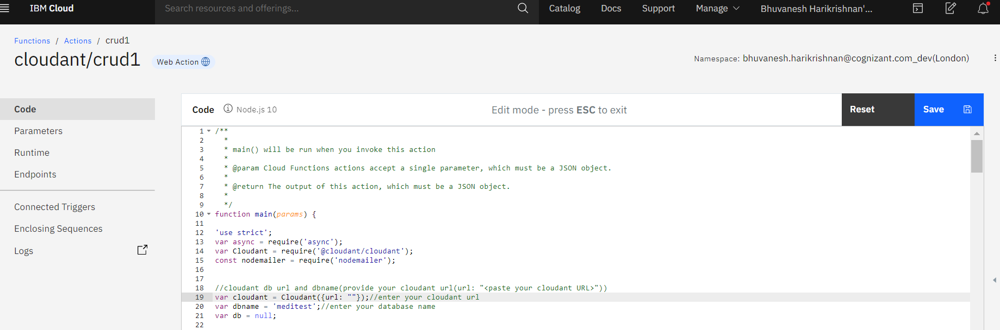 IBM Cloud
Search resources and offerings...
Catalog
Docs
Support
Manage
Bhuvanesh Harikrishnan'...
Functions / Actions / crud1
cloudant/crud1
Web Action
Namespace: bhuvanesh.harikrishnan@cognizant.com_dev(London)
Code
Parameters
Runtime
Endpoints
Connected Triggers
Enclosing Sequences
Logs
Code
Node.js 10
Edit mode - press ESC to exit
Reset
Save
1 /**
2 *
3 * main() will be run when you invoke this action
4 *
5 * @param Cloud Functions actions accept a single parameter, which must be a JSON object.
6 *
7 * @return The output of this action, which must be a JSON object.
8 *
9 */
10 function main(params) {
11
12 'use strict';
13 var async = require('async');
14 var Cloudant = require('@cloudant/cloudant');
15 const nodemailer = require('nodemailer');
16
17
18 //cloudant db url and dbname(provide your cloudant url(url: "<paste your cloudant URL>"))
19 var cloudant = Cloudant({url: ""});//enter your cloudant url
20 var dbname = 'meditest';//enter your database name
21 var db = null;
22